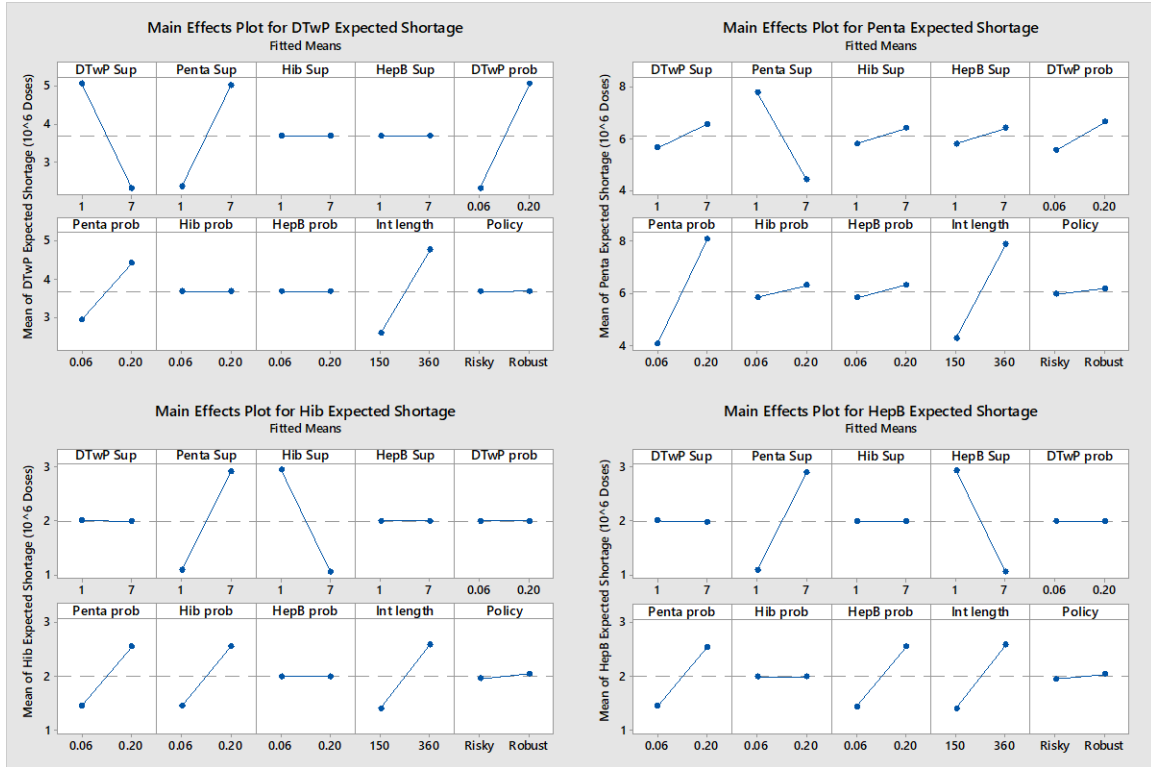 Main Effects Plot for DTwP Expected Shortage
Fitted Means
Mean of DTwP Expected Shortage (10^6 Doses)
DTwP Sup Penta Sup Hib Sup HepB Sup DTwP prob
5
4
3
1 7 1 7 1 7 1 7 0.06 0.20
Penta prob Hib prob HepB prob Int length Policy
5
4
3
0.06 0.20 0.06 0.20 0.06 0.20 150 360 Risky Robust
Main Effects Plot for Penta Expected Shortage
Fitted Means
Mean of Penta Expected Shortage (10^6 Doses)
DTwP Sup Penta Sup Hib Sup HepB Sup DTwP prob
8
6
4
1 7 1 7 1 7 1 7 0.06 0.20
Penta prob Hib prob HepB prob Int length Policy
8
6
4
0.06 0.20 0.06 0.20 0.06 0.20 150 360 Risky Robust
Main Effects Plot for Hib Expected Shortage
Fitted Means
Mean of Hib Expected Shortage (10^6 Doses)
DTwP Sup Penta Sup Hib Sup HepB Sup DTwP prob
3
2
1
1 7 1 7 1 7 1 7 0.06 0.20
Penta prob Hib prob HepB prob Int length Policy
3
2
1
0.06 0.20 0.06 0.20 0.06 0.20 150 360 Risky Robust
Main Effects Plot for HepB Expected Shortage
Fitted Means
Mean of HepB Expected Shortage (10^6 Doses)
DTwP Sup Penta Sup Hib Sup HepB Sup DTwP prob
3
2
1
1 7 1 7 1 7 1 7 0.06 0.20
Penta prob Hib prob HepB prob Int length Policy
3
2
1
0.06 0.20 0.06 0.20 0.06 0.20 150 360 Risky Robust